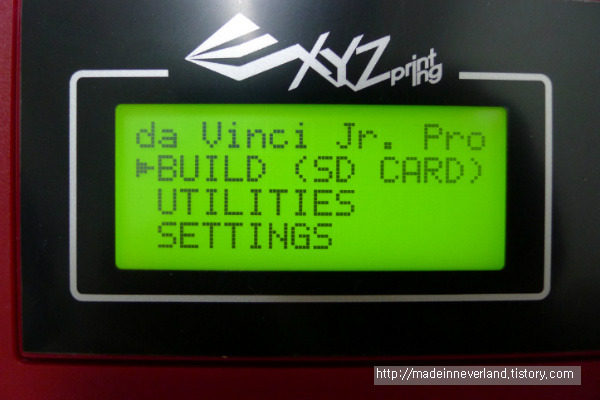 XYZprinting
da Vinci Jr. Pro
►BUILD (SD CARD)
UTILITIES
SETTINGS
http://madeinneverland.tistory.com